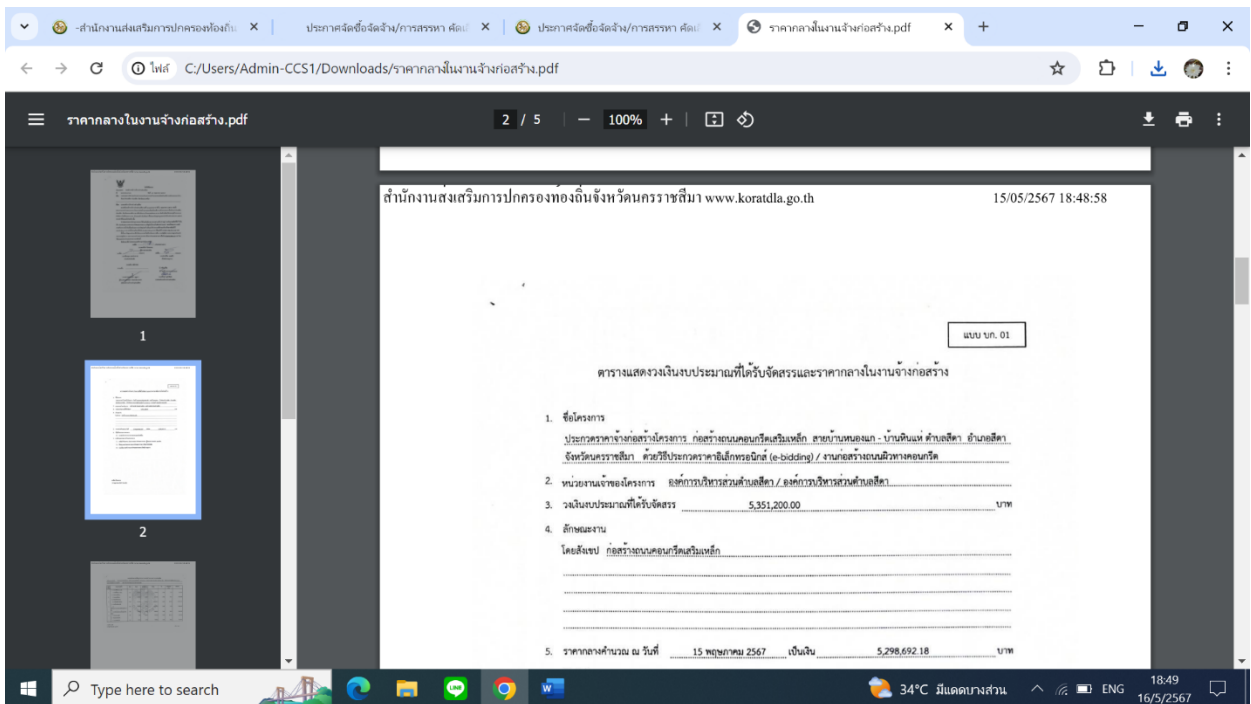 -สำนักงานส่งเสริมการปกครองท้องถิ่น
ประกาศจัดซื้อจัดจ้าง/การสรรหา คัดเ
ประกาศจัดซื้อจัดจ้าง/การสรรหา คัดเ
ราคากลางในงานจ้างก่อสร้าง.pdf
ไฟล์ C:/Users/Admin-CCS1/Downloads/ราคากลางในงานจ้างก่อสร้าง.pdf
ราคากลางในงานจ้างก่อสร้าง.pdf
2 / 5
100%
1
2
สำนักงานส่งเสริมการปกครองท้องถิ่นจังหวัดนครราชสีมา www.koratdla.go.th 15/05/2567 18:48:58
แบบ บก. 01
ตารางแสดงวงเงินงบประมาณที่ได้รับจัดสรรและราคากลางในงานจ้างก่อสร้าง
1. ชื่อโครงการ
ประกวดราคาจ้างก่อสร้างโครงการ ก่อสร้างถนนคอนกรีตเสริมเหล็ก สายบ้านหนองแก - บ้านหินแห่ ตำบลสีดา อำเภอสีดา
จังหวัดนครราชสีมา ด้วยวิธีประกวดราคาอิเล็กทรอนิกส์ (e-bidding) / งานก่อสร้างถนนผิวทางคอนกรีต
2. หน่วยงานเจ้าของโครงการ องค์การบริหารส่วนตำบลสีดา / องค์การบริหารส่วนตำบลสีดา
3. วงเงินงบประมาณที่ได้รับจัดสรร 5,351,200.00 บาท
4. ลักษณะงาน
โดยสังเขป ก่อสร้างถนนคอนกรีตเสริมเหล็ก
5. ราคากลางคำนวณ ณ วันที่ 15 พฤษภาคม 2567 เป็นเงิน 5,298,692.18 บาท
Type here to search
34°C มีแดดบางส่วน
ENG
18:49
16/5/2567